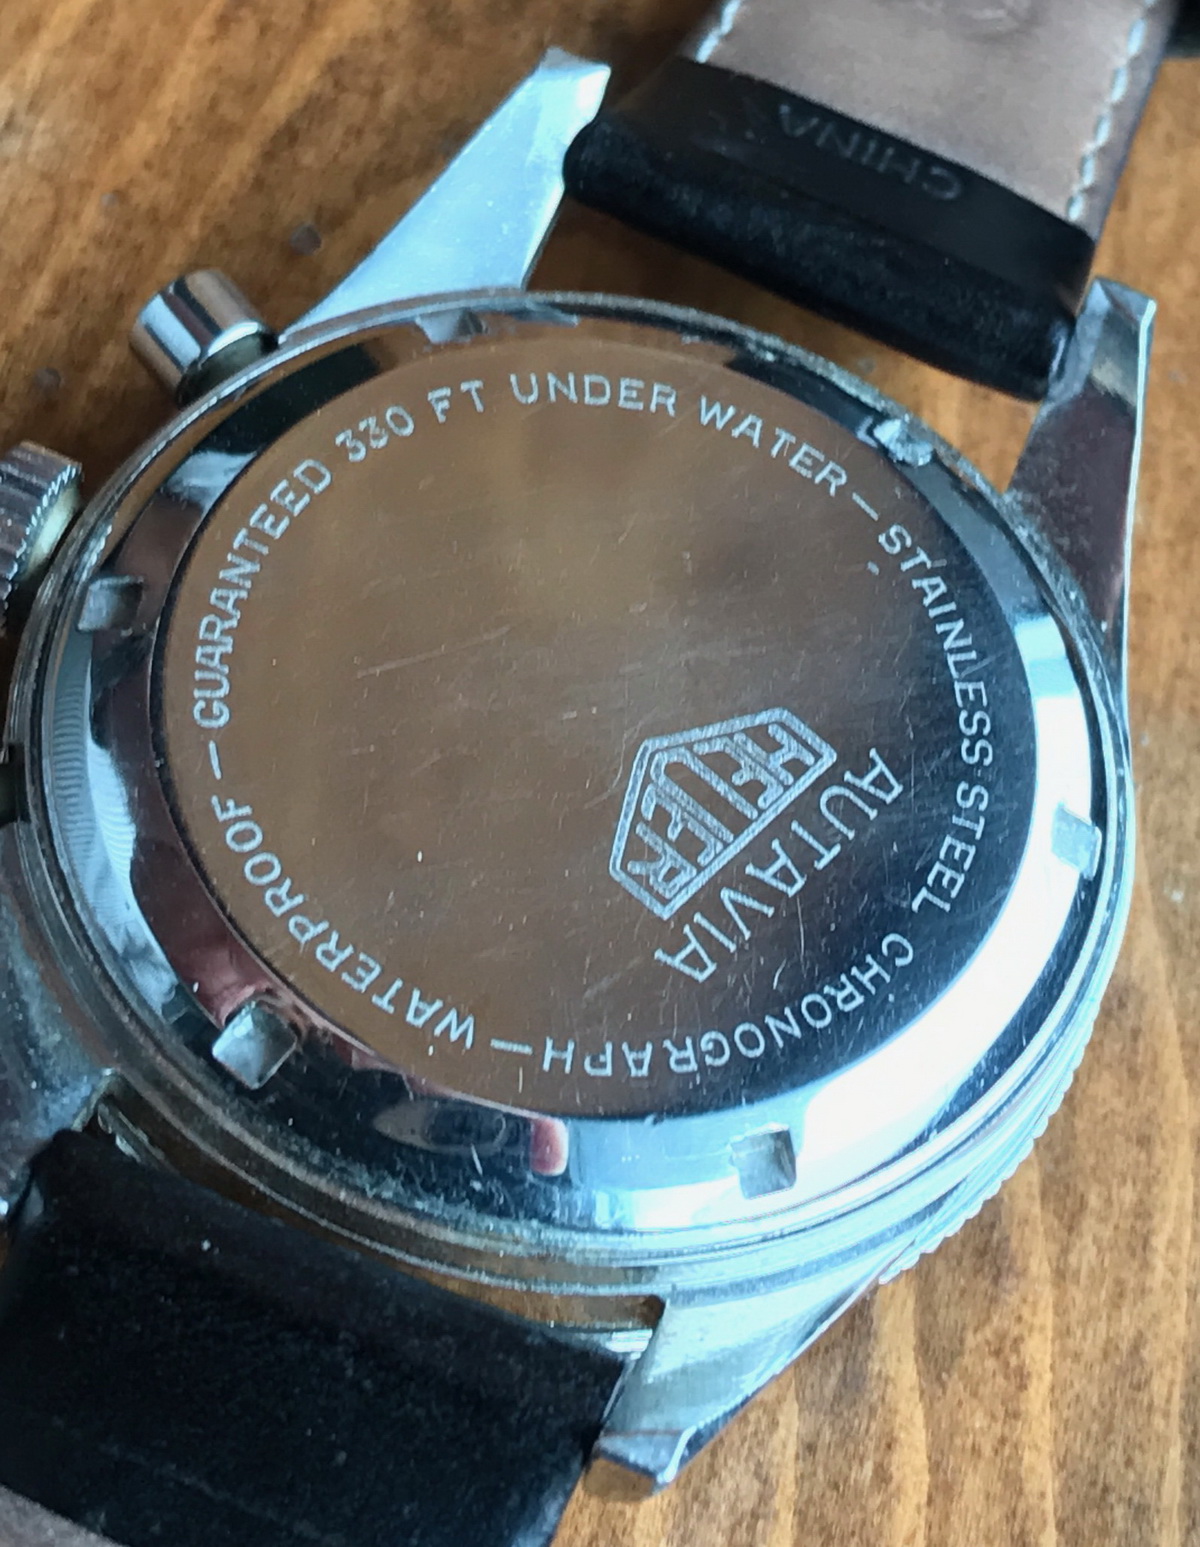 CHINA
GUARANTEED 330 FT UNDER WATER — STAINLESS·STEEL CHRONOGRAPH — WATERPROOF —
HEUER
AUTAVIA